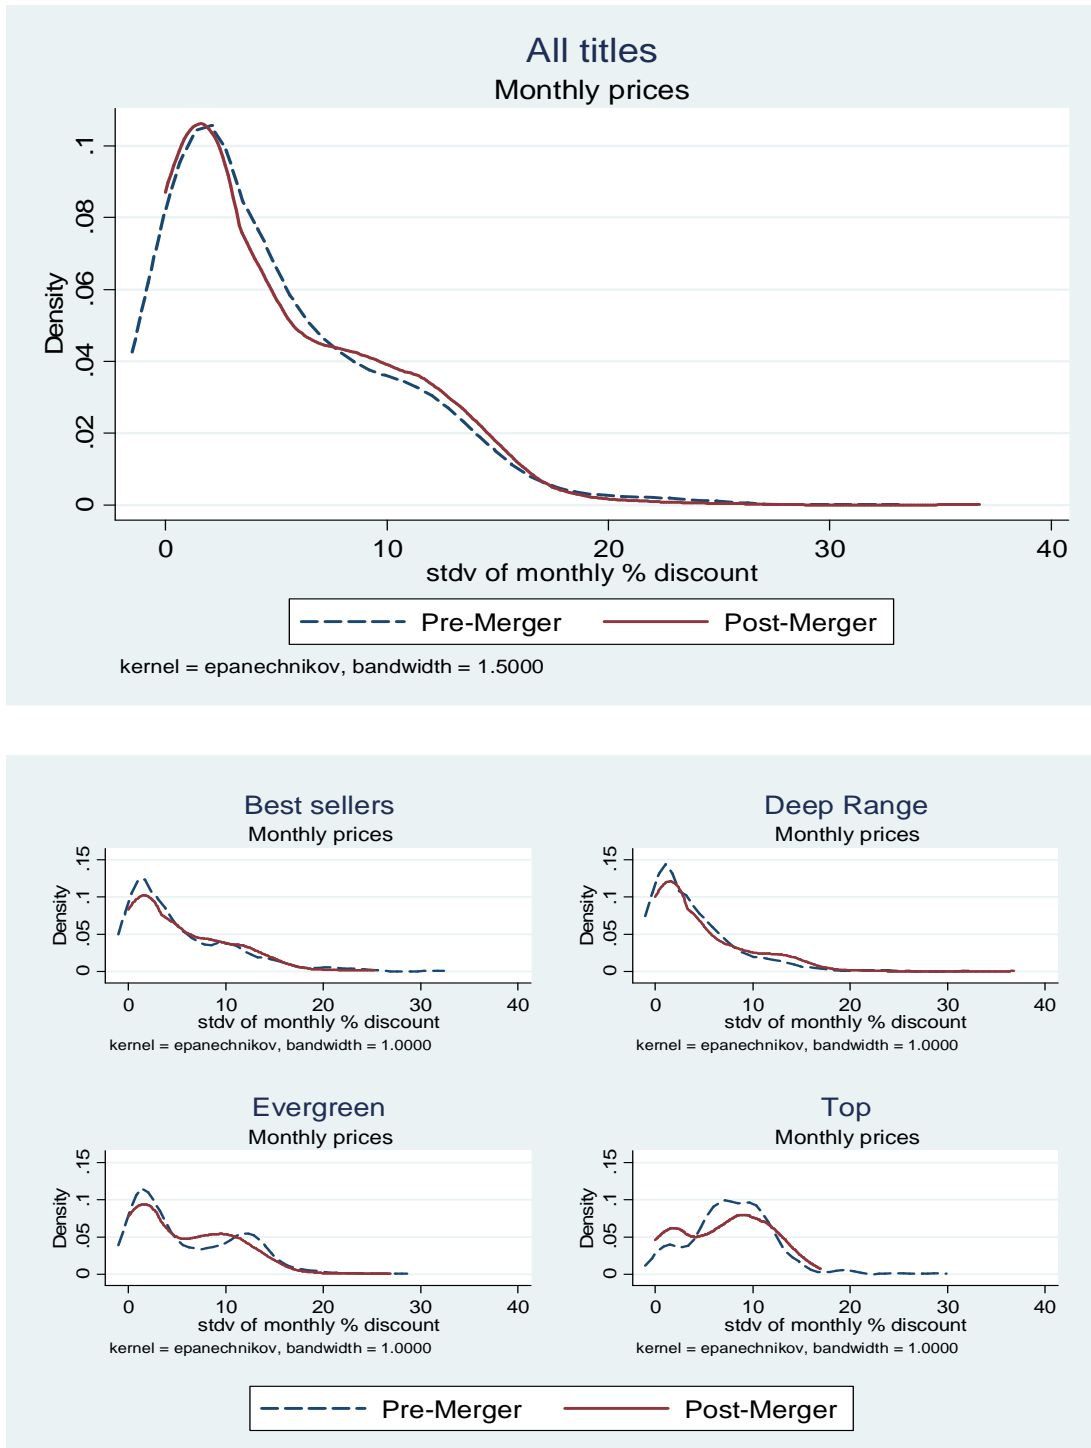 All titles
Monthly prices
Density
.1
.08
.06
.04
.02
0
0 10 20 30 40
stdv of monthly % discount
Pre-Merger Post-Merger
kernel = epanechnikov, bandwidth = 1.5000
Best sellers
Monthly prices
Density
.15
.1
.05
0
0 10 20 30 40
stdv of monthly % discount
kernel = epanechnikov, bandwidth = 1.0000
Deep Range
Monthly prices
Density
.15
.1
.05
0
0 10 20 30 40
stdv of monthly % discount
kernel = epanechnikov, bandwidth = 1.0000
Evergreen
Monthly prices
Density
.15
.1
.05
0
0 10 20 30 40
stdv of monthly % discount
kernel = epanechnikov, bandwidth = 1.0000
Top
Monthly prices
Density
.15
.1
.05
0
0 10 20 30 40
stdv of monthly % discount
kernel = epanechnikov, bandwidth = 1.0000
Pre-Merger Post-Merger